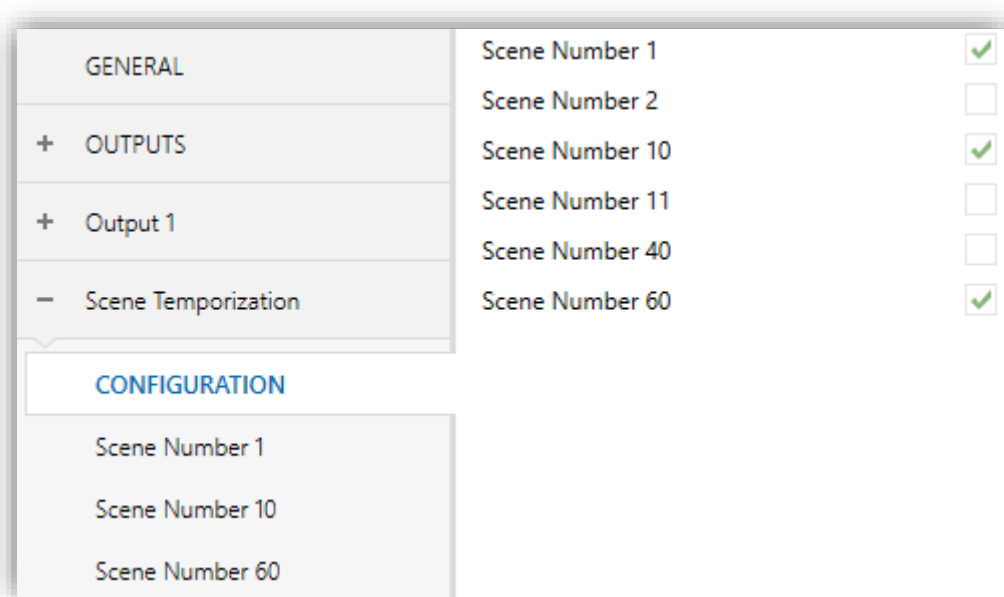 GENERAL
+ OUTPUTS
+ Output 1
− Scene Temporization
CONFIGURATION
Scene Number 1
Scene Number 10
Scene Number 60
Scene Number 1
Scene Number 2
Scene Number 10
Scene Number 11
Scene Number 40
Scene Number 60